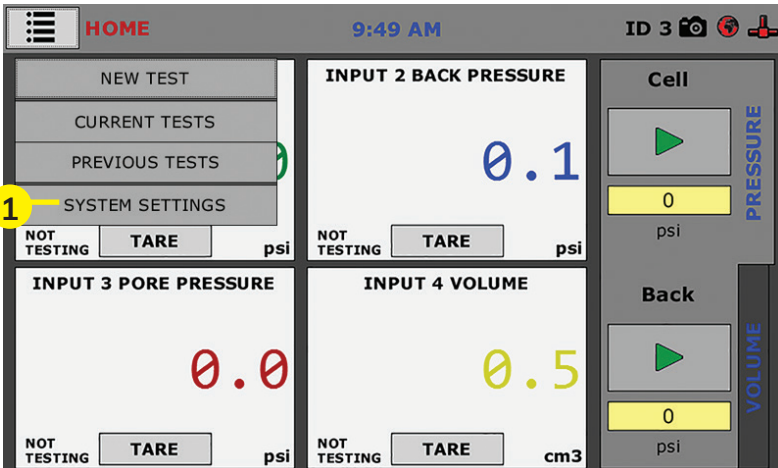 HOME
9:49 AM
ID 3
NEW TEST
CURRENT TESTS
PREVIOUS TESTS
1
SYSTEM SETTINGS
NOT
TESTING
TARE
psi
INPUT 2 BACK PRESSURE
0.1
NOT
TESTING
TARE
psi
INPUT 3 PORE PRESSURE
0.0
NOT
TESTING
TARE
psi
INPUT 4 VOLUME
0.5
NOT
TESTING
TARE
cm3
Cell
0
psi
Back
0
psi
PRESSURE
VOLUME